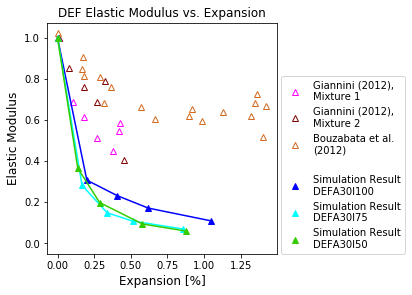 DEF Elastic Modulus vs. Expansion
1.0
0.8
0.6
0.4
0.2
0.0
Elastic Modulus
0.00
0.25
0.50
0.75
1.00
1.25
Expansion [%]
Giannini (2012),
Mixture 1
Giannini (2012),
Mixture 2
Bouzabata et al.
(2012)
Simulation Result
DEFA30I100
Simulation Result
DEFA30I75
Simulation Result
DEFA30I50